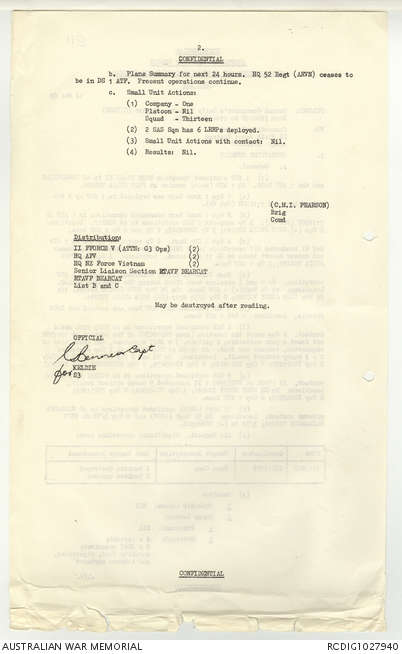 2.
CONFIDENTIAL
b. Plans Summary for next 24 hours. HQ 52 Regt (ARVN) ceases to
be in DS 1 ATF. Present operations continue.
c. Small Unit Actions:
(1) Company - One
Platoon - Nil
Squad - Thirteen
(2) 2 SAS Sqn has 6 LRRPs deployed.
(3) Small Unit Actions with contact: Nil.
(4) Results: Nil.
(C.M.I. PEARSON)
Brig
Comd
Distribution:
II FFORCE V (ATTN: G3 Ops) (2)
HQ AFV (2)
HQ NZ Force Vietnam (2)
Senior Liaison Section RTAVF BEARCAT
RTAVF BEARCAT
List B and C
May be destroyed after reading.
OFFICIAL
Capt
for KELDIE
G3
CONFIDENTIAL
AUSTRALIAN WAR MEMORIAL
RCDIG1027940